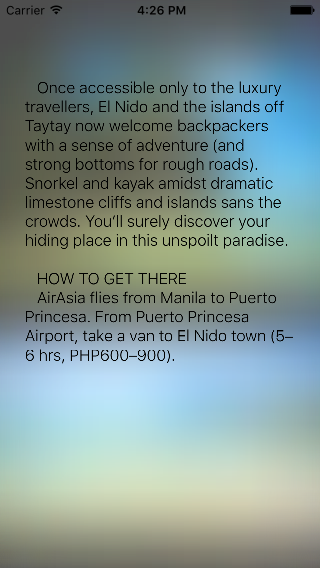 Carrier 4:26 PM
Once accessible only to the luxury
travellers, El Nido and the islands off
Taytay now welcome backpackers
with a sense of adventure (and
strong bottoms for rough roads).
Snorkel and kayak amidst dramatic
limestone cliffs and islands sans the
crowds. You’ll surely discover your
hiding place in this unspoilt paradise.
HOW TO GET THERE
AirAsia flies from Manila to Puerto
Princesa. From Puerto Princesa
Airport, take a van to El Nido town (5–
6 hrs, PHP600–900).